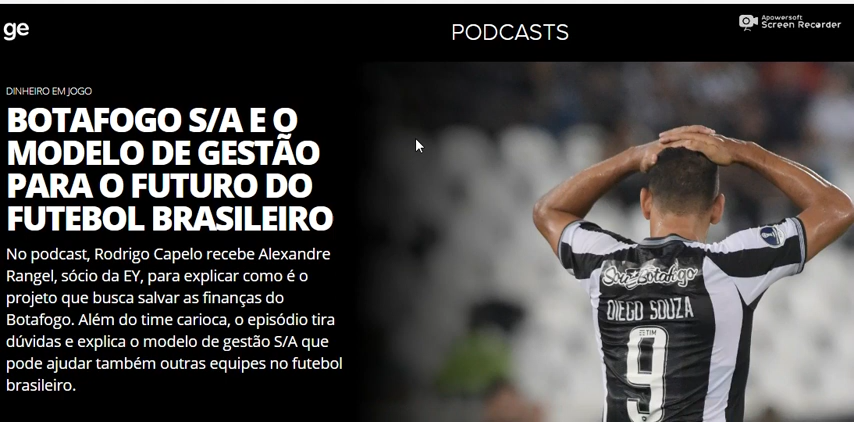 ge
PODCASTS
Apowersoft
Screen Recorder
DINHEIRO EM JOGO
BOTAFOGO S/A E O
MODELO DE GESTÃO
PARA O FUTURO DO
FUTEBOL BRASILEIRO
No podcast, Rodrigo Capelo recebe Alexandre
Rangel, sócio da EY, para explicar como é o
projeto que busca salvar as finanças do
Botafogo. Além do time carioca, o episódio tira
dúvidas e explica o modelo de gestão S/A que
pode ajudar também outras equipes no futebol
brasileiro.
Sou Botafogo
DIEGO SOUZA
TIM
9